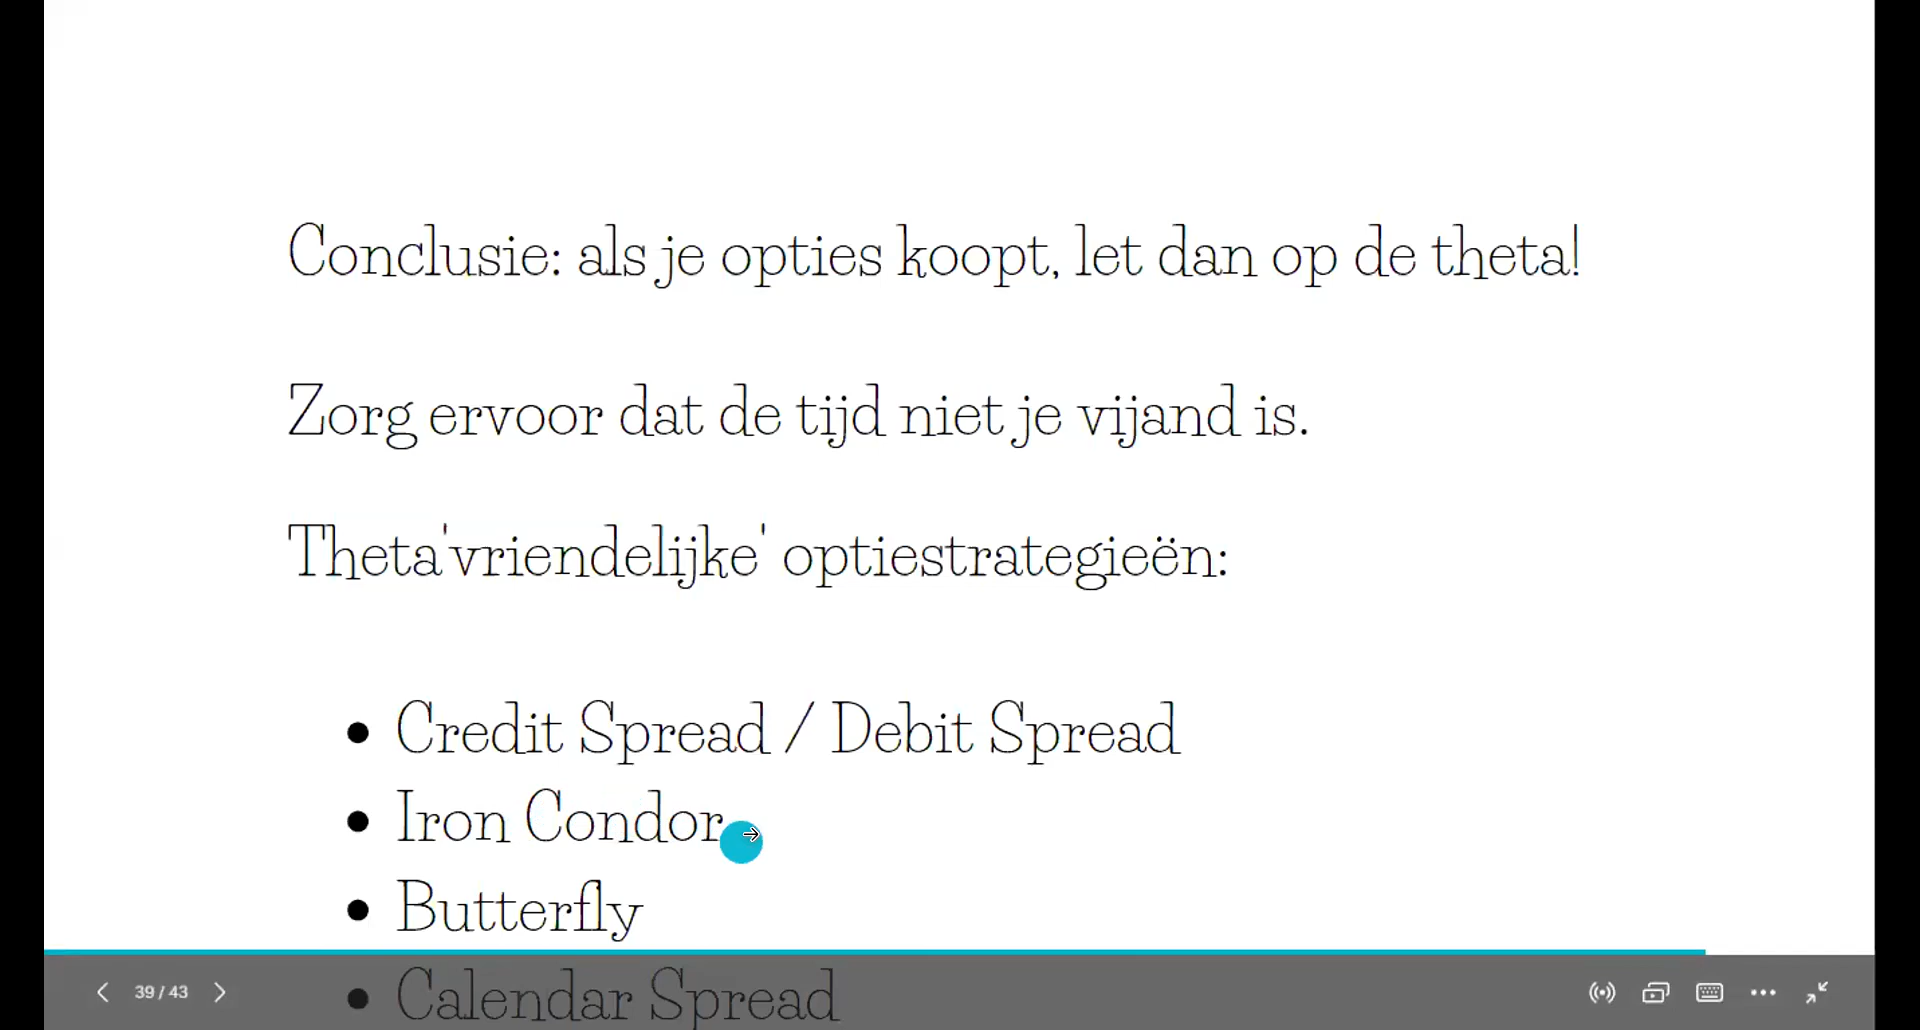 Conclusie: als je opties koopt, let dan op de theta!
Zorg ervoor dat de tijd niet je vijand is.
Theta'vriendelijke' optiestrategieën:
• Credit Spread / Debit Spread
• Iron Condor
• Butterfly
• Calendar Spread
39 / 43